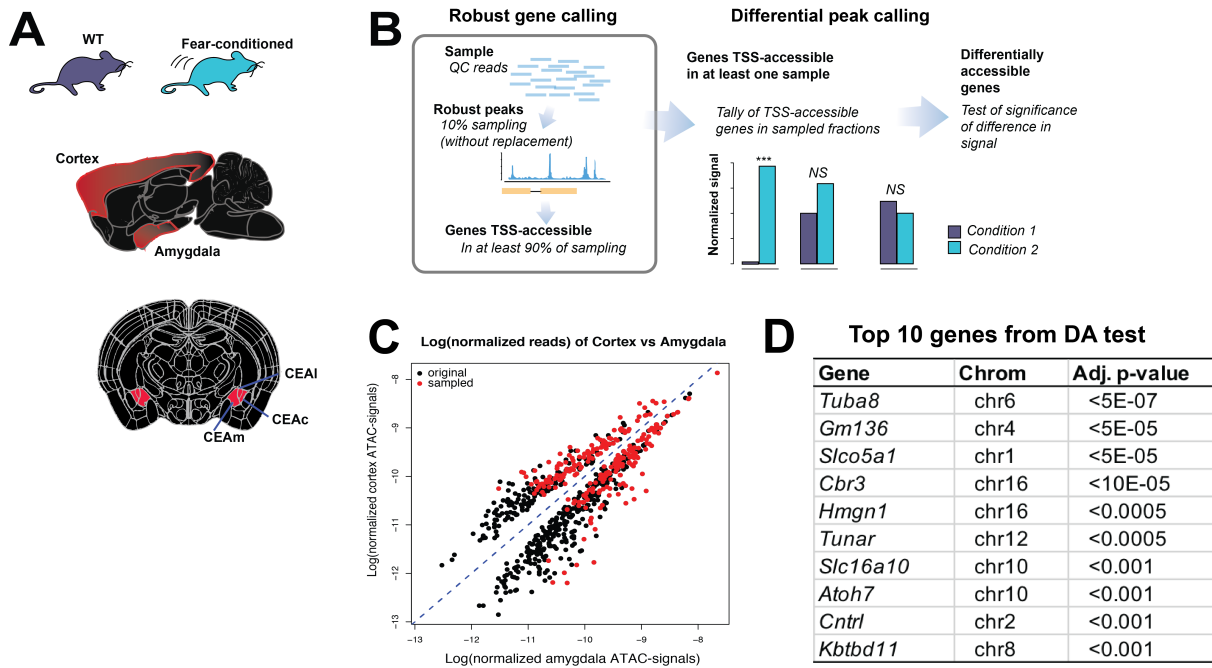 A
WT
Fear-conditioned
Cortex
Amygdala
CEAl
CEAc
CEAm
B
Robust gene calling
Sample
QC reads
Robust peaks
10% sampling
(without replacement)
Genes TSS-accessible
In at least 90% of sampling
Differential peak calling
Genes TSS-accessible
in at least one sample
Tally of TSS-accessible
genes in sampled fractions
Normalized signal
***
NS
NS
Condition 1
Condition 2
Differentially
accessible
genes
Test of significance
of difference in
signal
C
Log(normalized reads) of Cortex vs Amygdala
original
sampled
Log(normalized cortex ATAC-signals)
-8
-9
-10
-11
-12
-13
-13 -12 -11 -10 -9 -8
Log(normalized amygdala ATAC-signals)
D
Top 10 genes from DA test
Gene Chrom Adj. p-value
Tuba8 chr6 <5E-07
Gm136 chr4 <5E-05
Slco5a1 chr1 <5E-05
Cbr3 chr16 <10E-05
Hmgn1 chr16 <0.0005
Tunar chr12 <0.0005
Slc16a10 chr10 <0.001
Atoh7 chr10 <0.001
Cntrl chr2 <0.001
Kbtbd11 chr8 <0.001